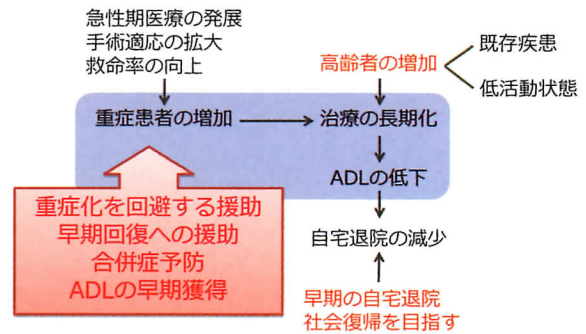 急性期医療の発展
手術適応の拡大
救命率の向上
高齢者の増加
既存疾患
低活動状態
重症患者の増加
治療の長期化
ADLの低下
重症化を回避する援助
早期回復への援助
合併症予防
ADLの早期獲得
自宅退院の減少
早期の自宅退院
社会復帰を目指す